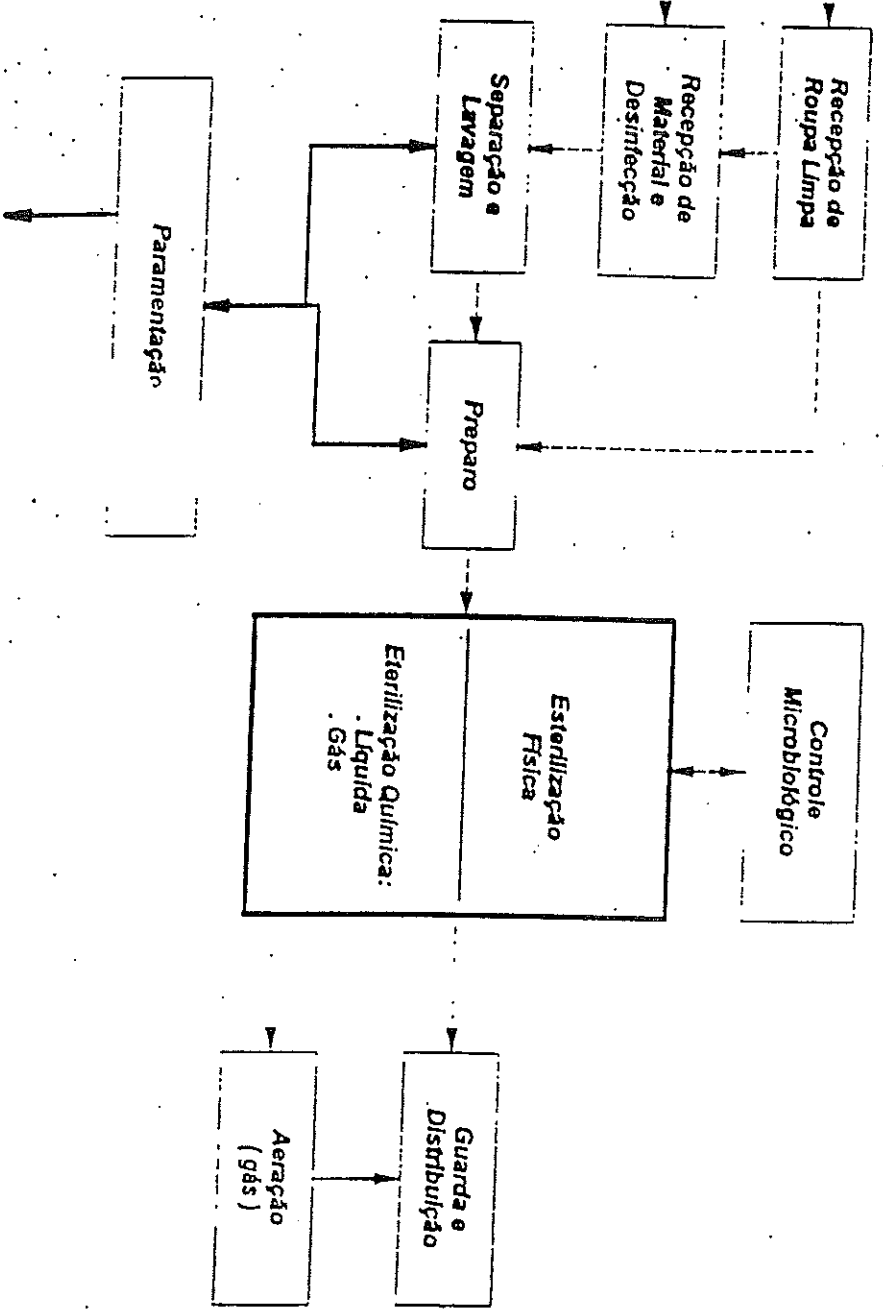 Recepção de
Roupa Limpa
Recepção de
Material e
Desinfecção
Separação e
Lavagem
Preparo
Paramentação
Controle
Microbiológico
Esterilização
Física
Eterilização Química:
. Líquida
. Gás
Guarda e
Distribuição
Aeração
(gás)